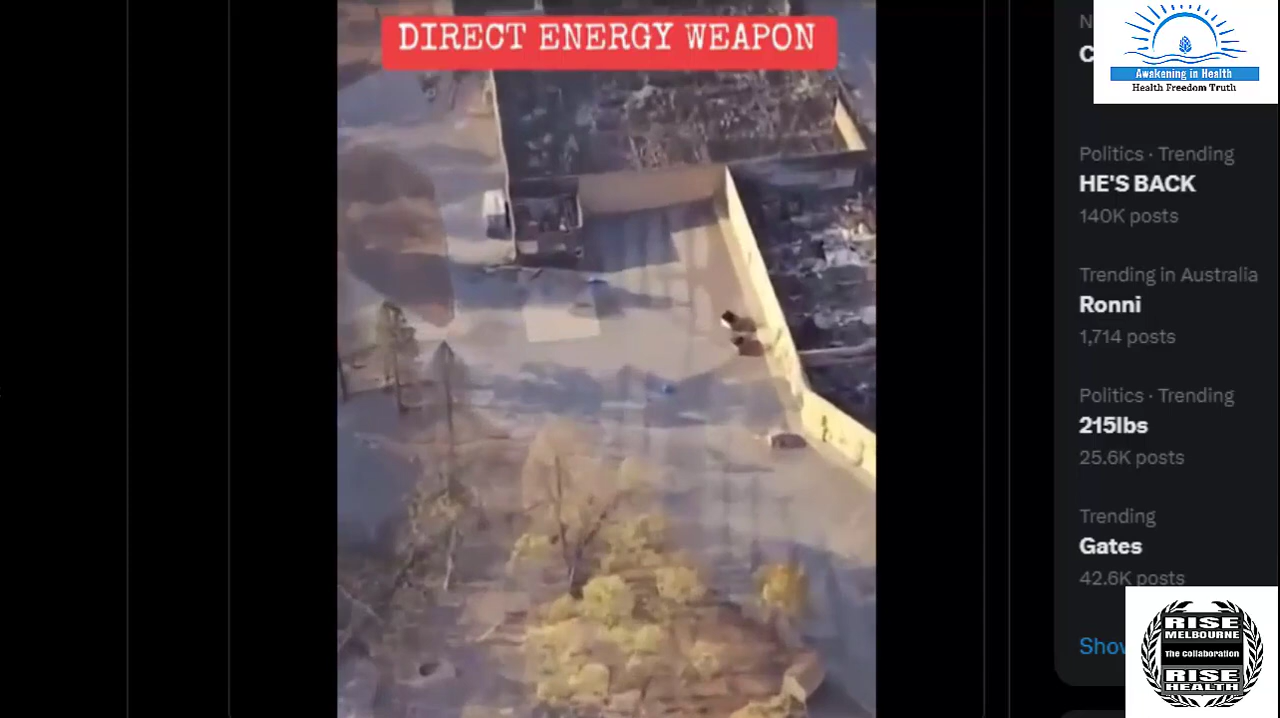 DIRECT ENERGY WEAPON
N
C
Awakening in Health
Health Freedom Truth
Politics · Trending
HE'S BACK
140K posts
Trending in Australia
Ronni
1,714 posts
Politics · Trending
215lbs
25.6K posts
Trending
Gates
42.6K posts
Show
RISE
MELBOURNE
The Collaboration
RISE
HEALTH